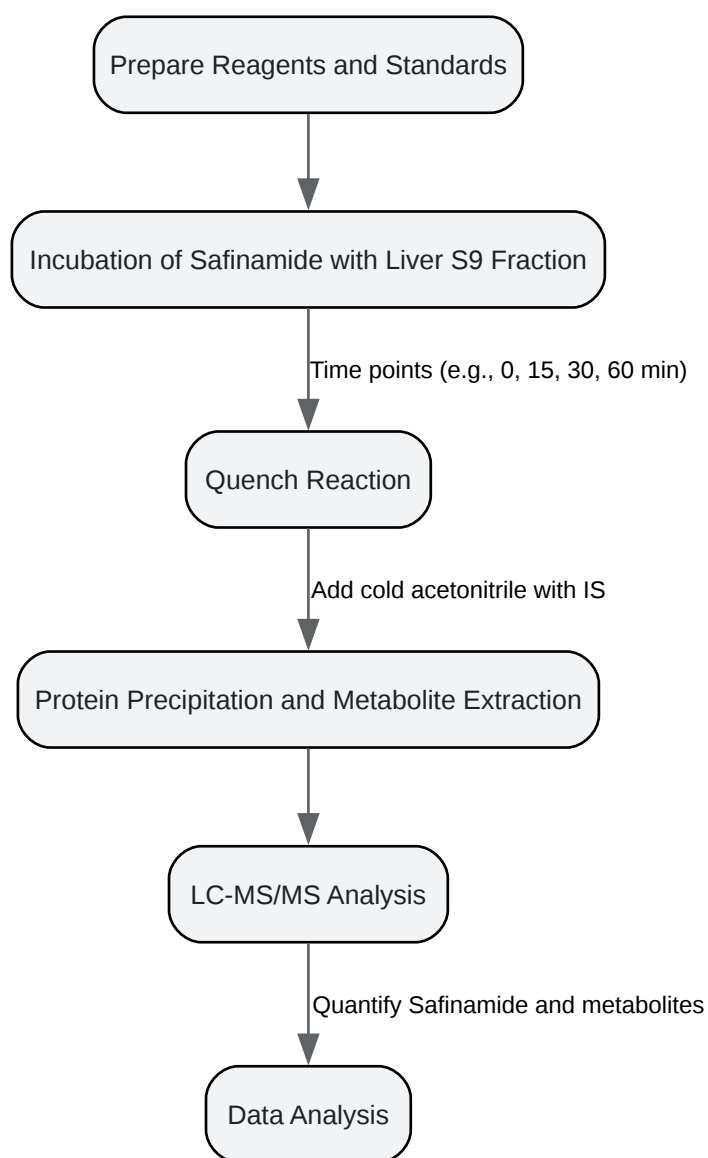 Prepare Reagents and Standards
Incubation of Safinamide with Liver S9 Fraction
Time points (e.g., 0, 15, 30, 60 min)
Quench Reaction
Add cold acetonitrile with IS
Protein Precipitation and Metabolite Extraction
LC-MS/MS Analysis
Quantify Safinamide and metabolites
Data Analysis